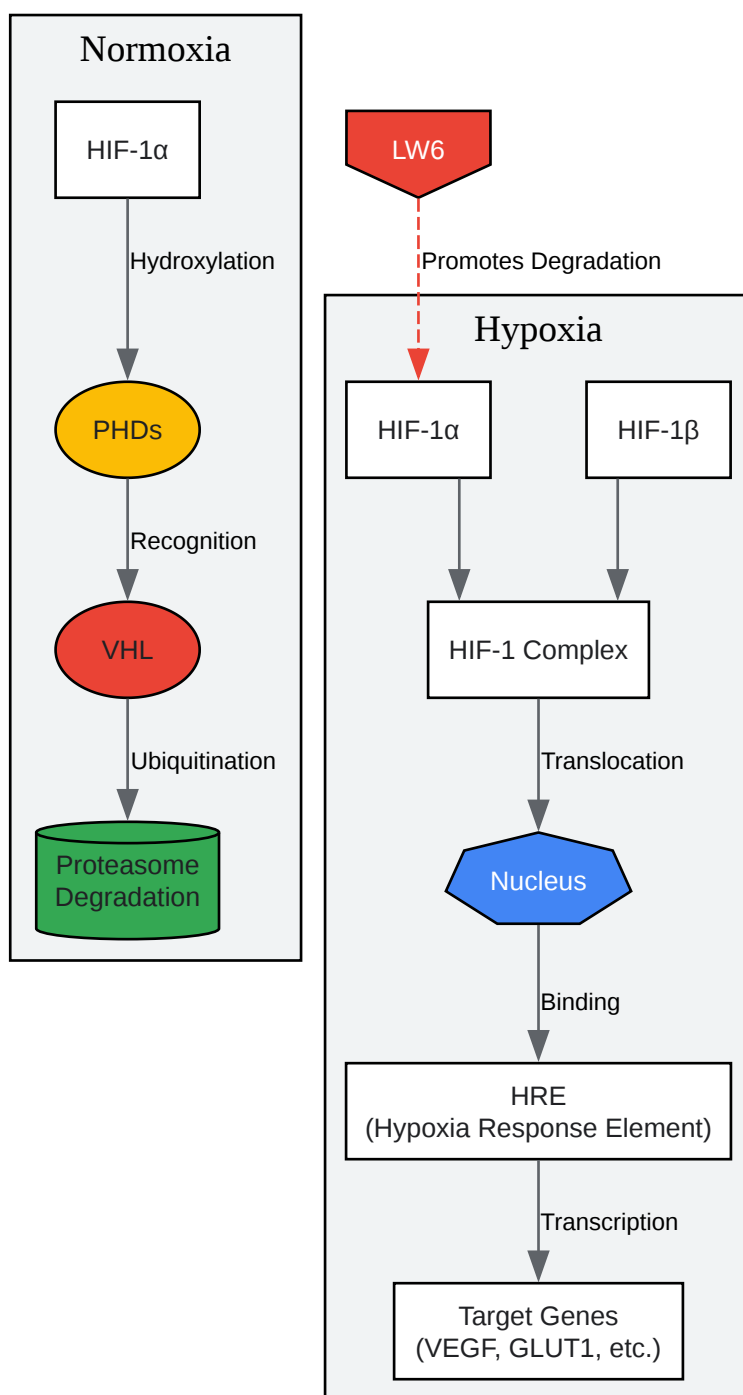 Normoxia
HIF-1α
Hydroxylation
PHDs
Recognition
VHL
Ubiquitination
Proteasome
Degradation
LW6
Promotes Degradation
Hypoxia
HIF-1α
HIF-1β
HIF-1 Complex
Translocation
Nucleus
Binding
HRE
(Hypoxia Response Element)
Transcription
Target Genes
(VEGF, GLUT1, etc.)